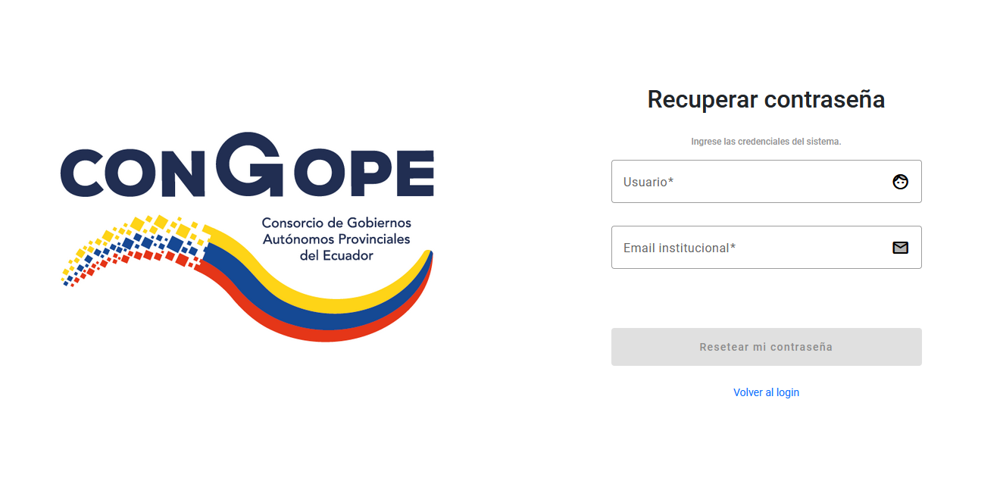 CONGOPE
Consorcio de Gobiernos
Autónomos Provinciales
del Ecuador
Recuperar contraseña
Ingrese las credenciales del sistema.
Usuario*
Email institucional*
Resetear mi contraseña
Volver al login